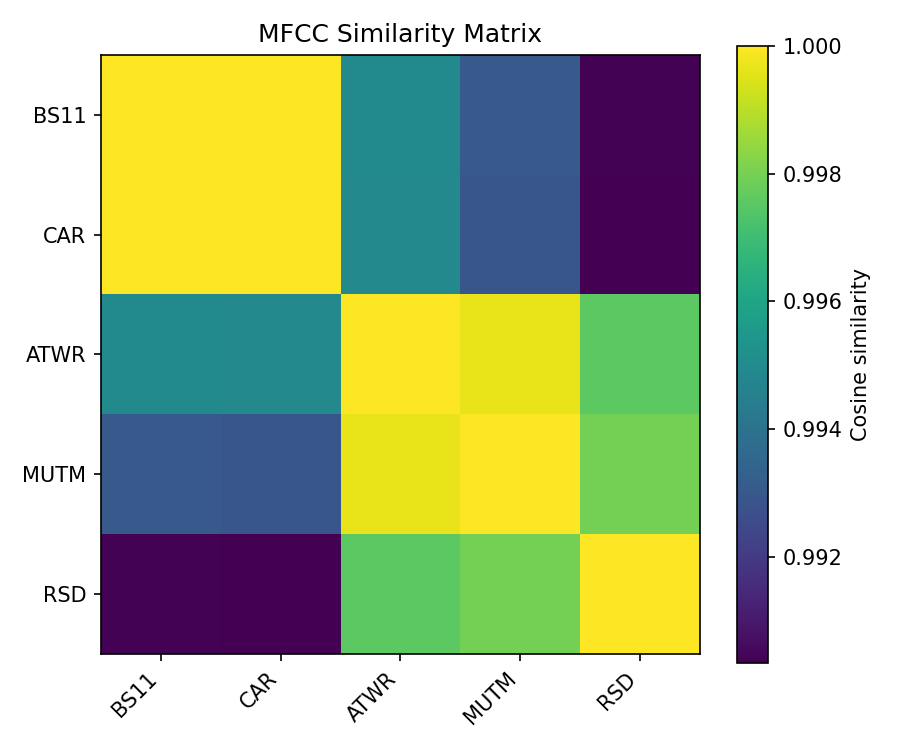 MFCC Similarity Matrix
BS11
CAR
ATWR
MUTM
RSD
BS11
CAR
ATWR
MUTM
RSD
1.000
0.998
0.996
0.994
0.992
Cosine similarity